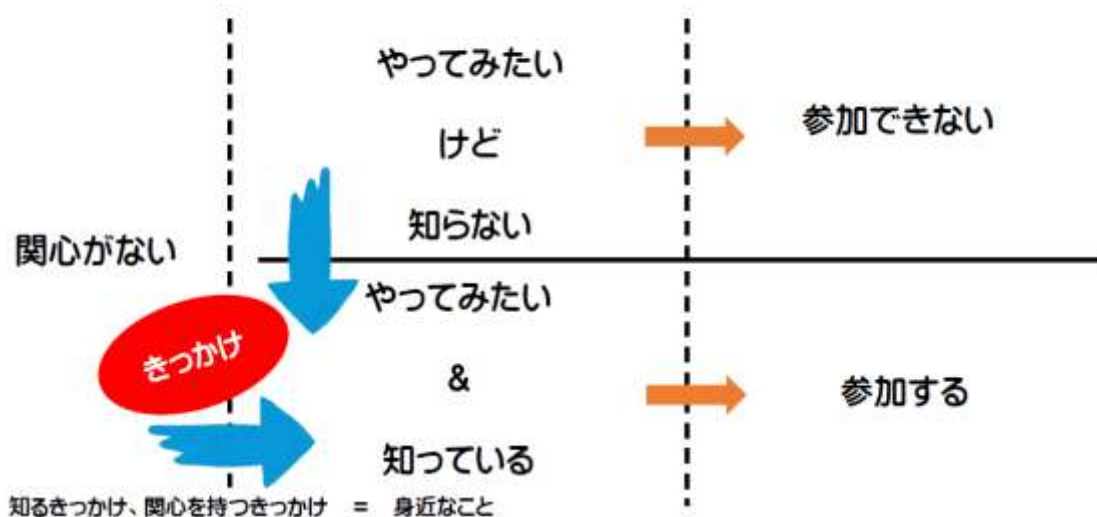 関心がない
やってみたい
けど
知らない
参加できない
きっかけ
やってみたい
&
知っている
参加する
知るきっかけ、関心を持つきっかけ = 身近なこと